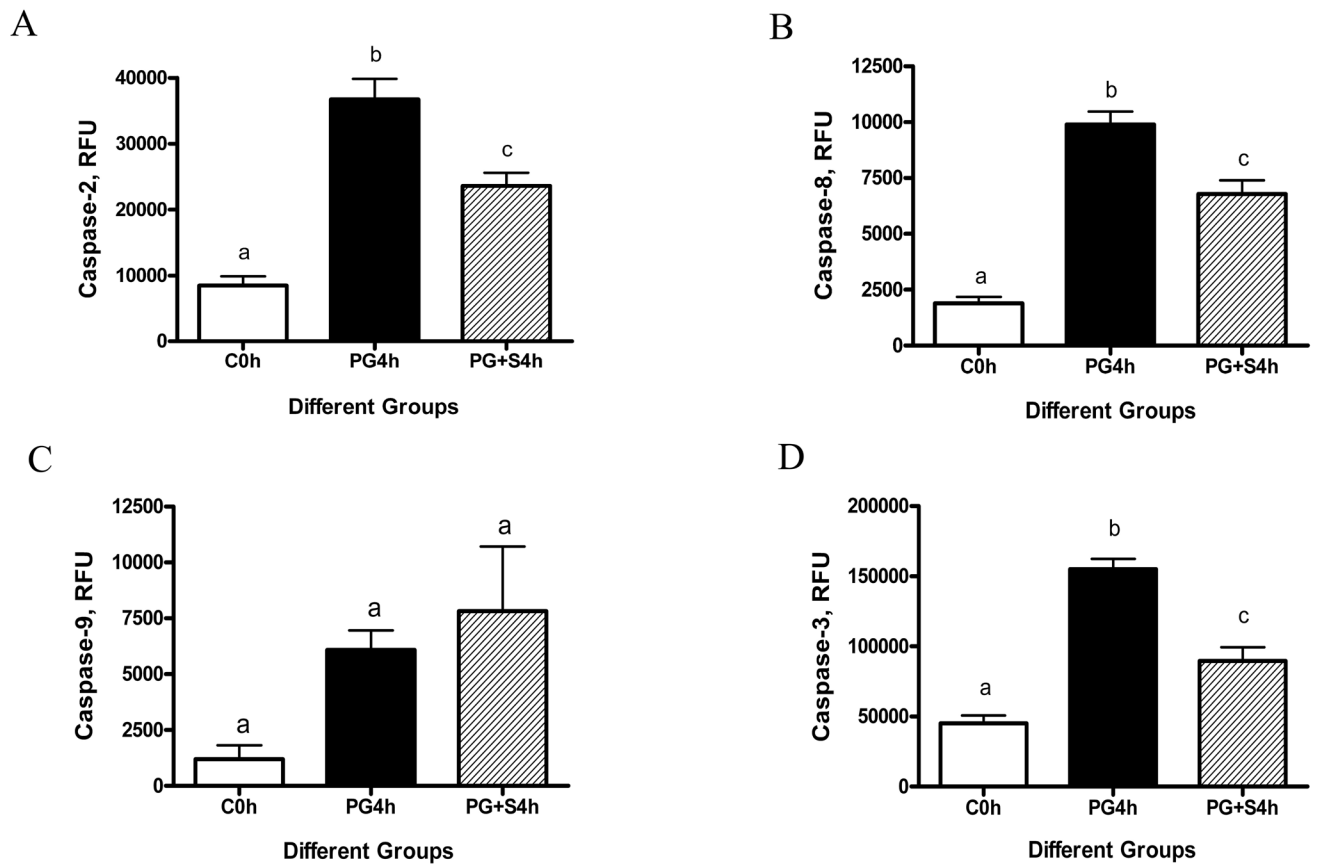 A
Caspase-2, RFU
40000
30000
20000
10000
0
a
b
c
C0h PG4h PG+S4h
Different Groups
B
Caspase-8, RFU
12500
10000
7500
5000
2500
0
a
b
c
C0h PG4h PG+S4h
Different Groups
C
Caspase-9, RFU
12500
10000
7500
5000
2500
0
a
a
a
C0h PG4h PG+S4h
Different Groups
D
Caspase-3, RFU
200000
150000
100000
50000
0
a
b
c
C0h PG4h PG+S4h
Different Groups